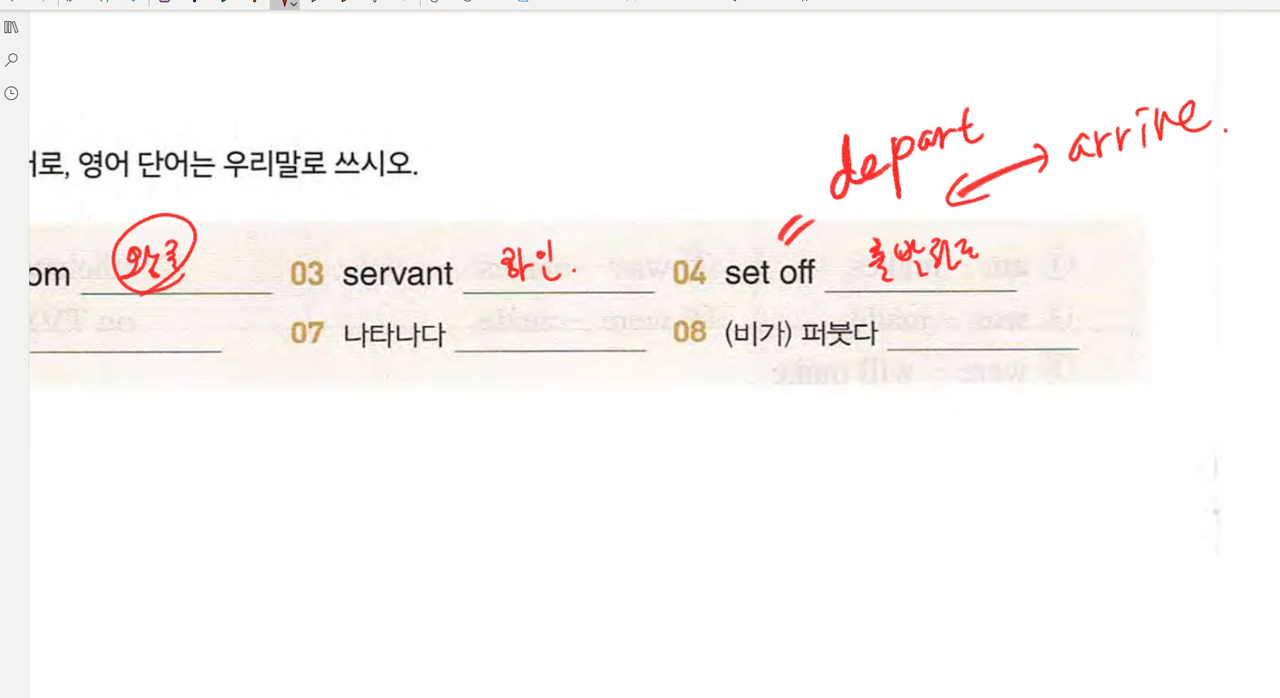 depart ↔ arrire.
로, 영어 단어는 우리말로 쓰시오.
om 왕국 03 servant 하인. 04 set off 출발하다
07 나타나다 08 (비가) 퍼붓다